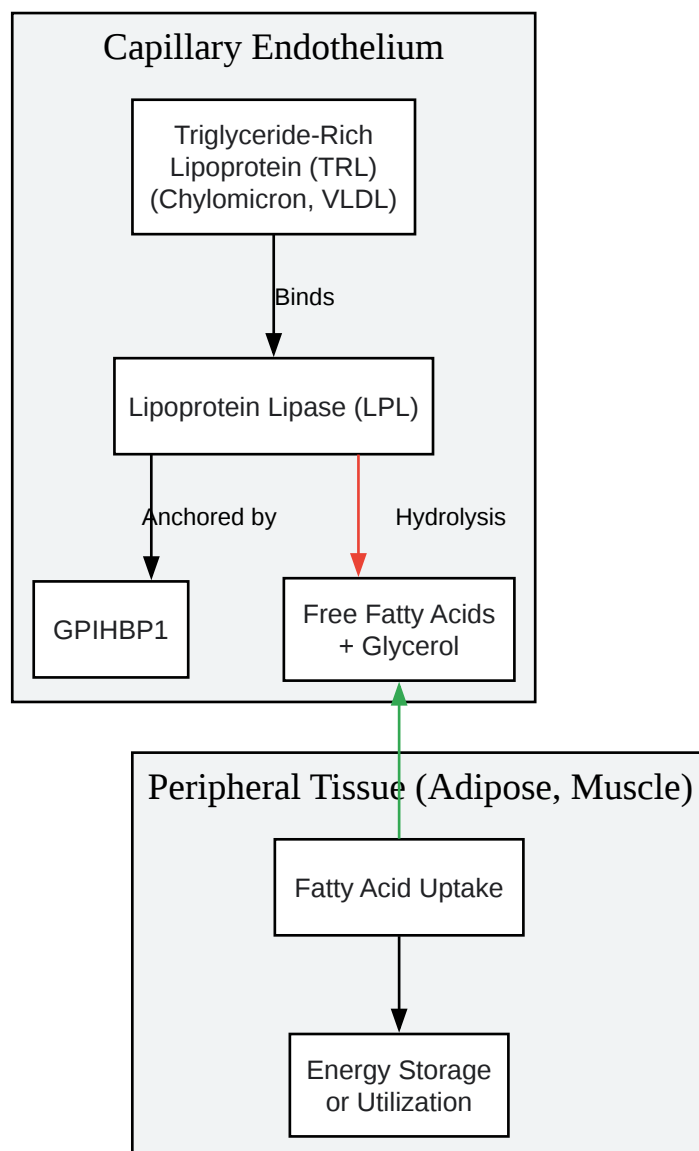 Capillary Endothelium
Triglyceride-Rich
Lipoprotein (TRL)
(Chylomicron, VLDL)
Binds
Lipoprotein Lipase (LPL)
Anchored by
Hydrolysis
GPIHBP1
Free Fatty Acids
+ Glycerol
Peripheral Tissue (Adipose, Muscle)
Fatty Acid Uptake
Energy Storage
or Utilization